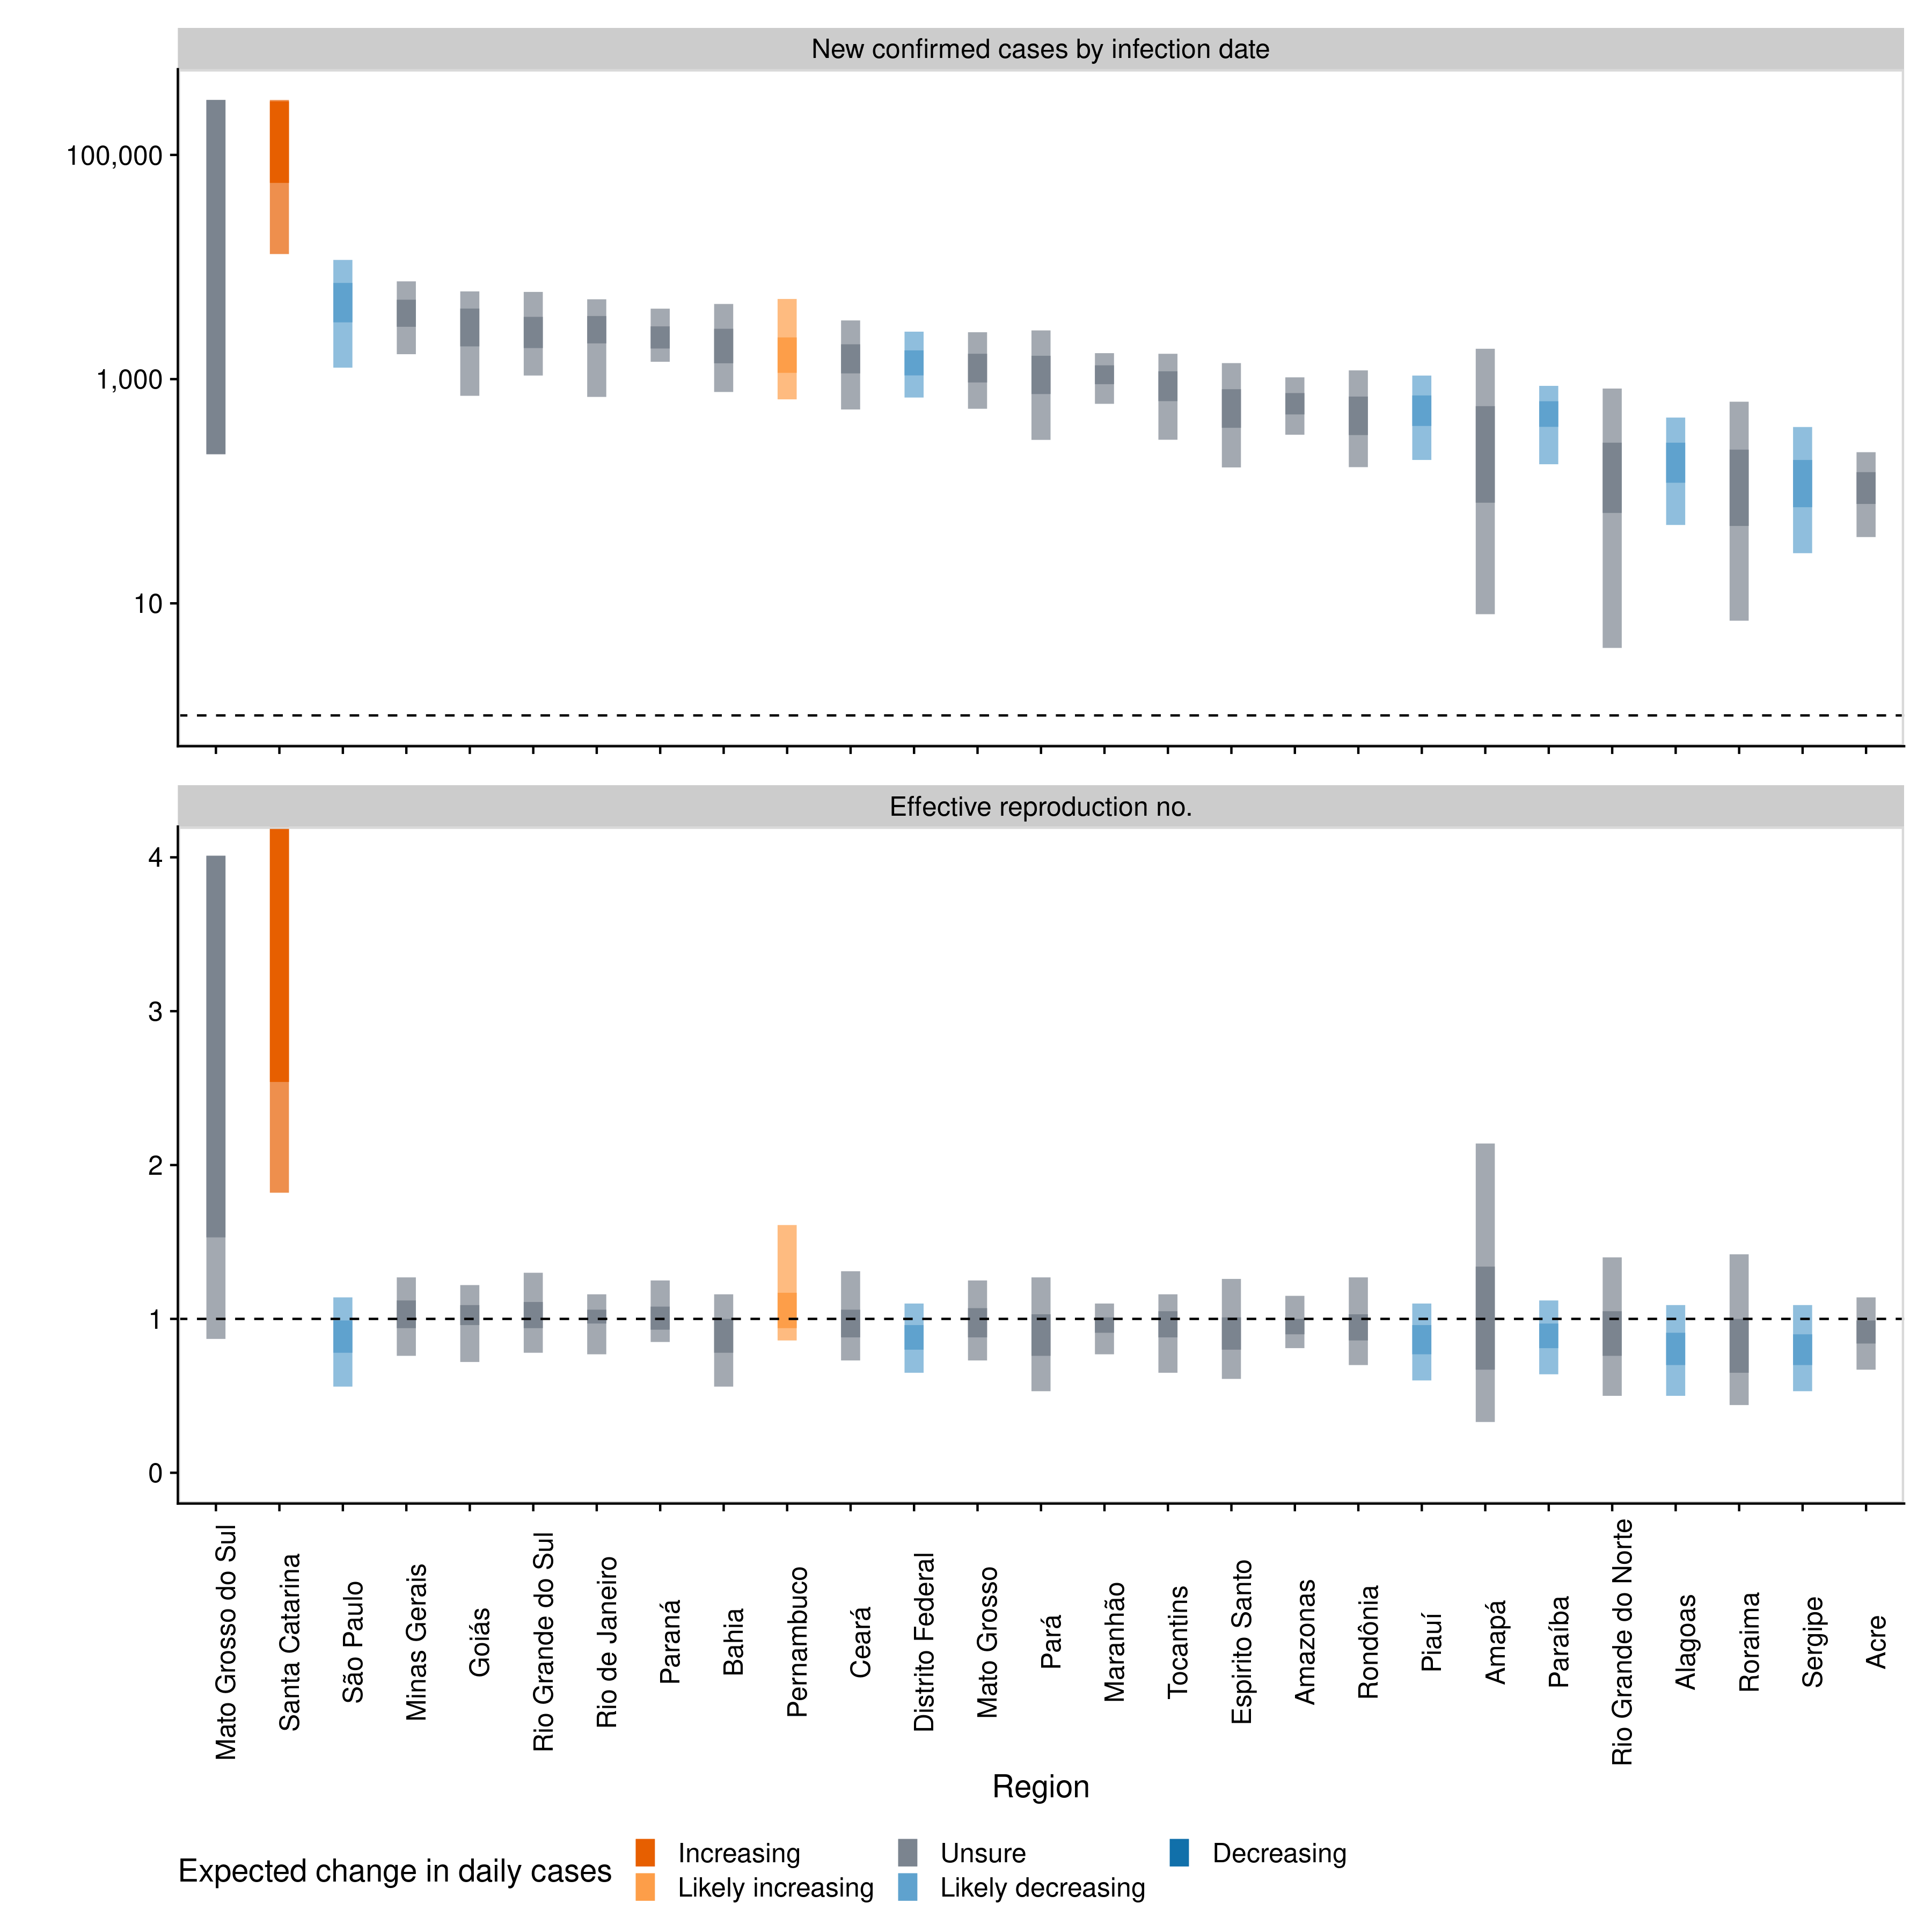 New confirmed cases by infection date
100,000
1,000
10
Effective reproduction no.
4
3
2
1
0
Mato Grosso do Sul
Santa Catarina
São Paulo
Minas Gerais
Goiás
Rio Grande do Sul
Rio de Janeiro
Paraná
Bahia
Pernambuco
Ceará
Distrito Federal
Mato Grosso
Pará
Maranhão
Tocantins
Espirito Santo
Amazonas
Rondônia
Piauí
Amapá
Paraíba
Rio Grande do Norte
Alagoas
Roraima
Sergipe
Acre
Region
Expected change in daily cases
Increasing
Likely increasing
Unsure
Likely decreasing
Decreasing